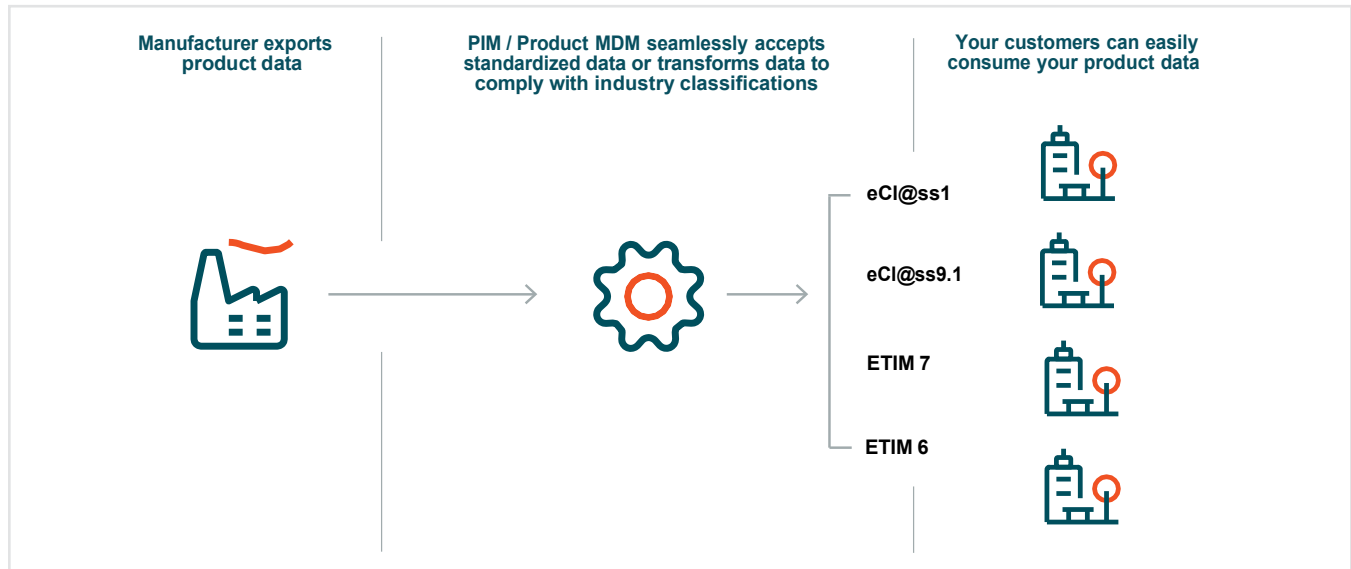 Manufacturer exports
product data
PIM / Product MDM seamlessly accepts
standardized data or transforms data to
comply with industry classifications
Your customers can easily
consume your product data
eCl@ss1
eCl@ss9.1
ETIM 7
ETIM 6